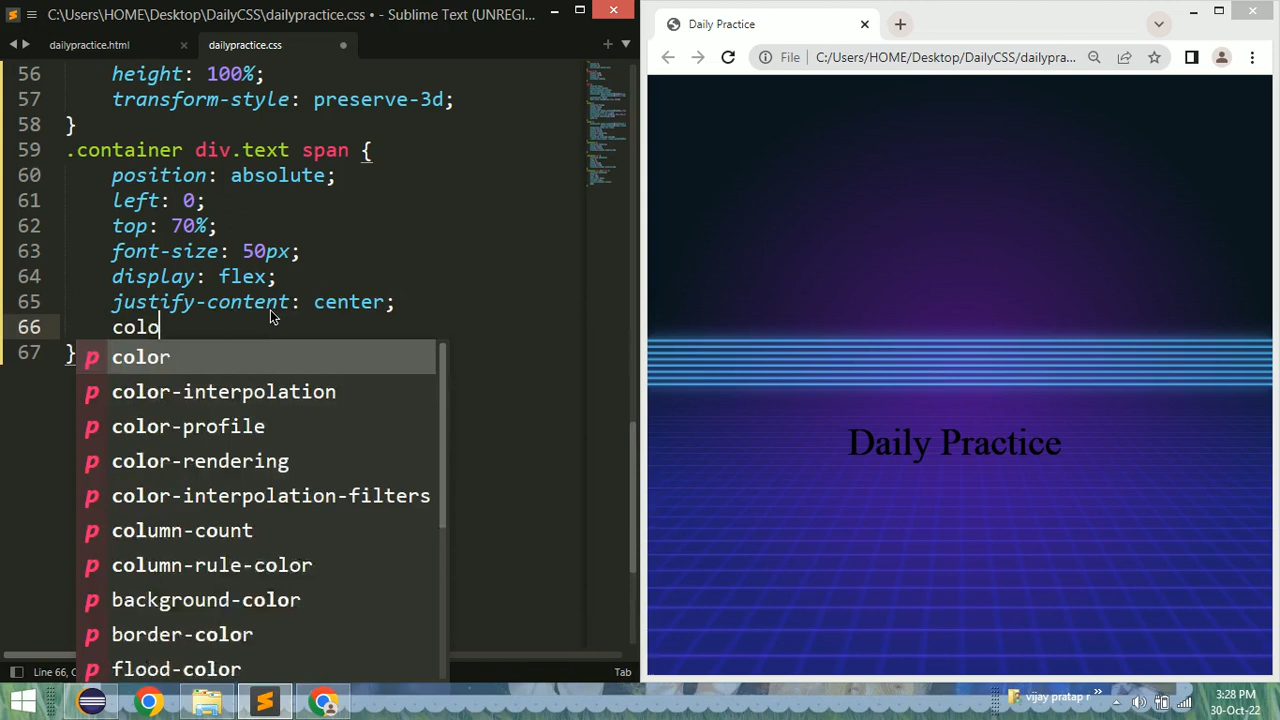 C:\Users\HOME\Desktop\DailyCSS\dailypractice.css • - Sublime Text (UNREGI...
dailypractice.html
dailypractice.css
56 height: 100%;
57 transform-style: preserve-3d;
58 }
59 .container div.text span {
60 position: absolute;
61 left: 0;
62 top: 70%;
63 font-size: 50px;
64 display: flex;
65 justify-content: center;
66 colo
67 }
p color
p color-interpolation
p color-profile
p color-rendering
p color-interpolation-filters
p column-count
p column-rule-color
p background-color
p border-color
p flood-color
Line 66, C
Tab
Daily Practice
File C:/Users/HOME/Desktop/DailyCSS/dailypra...
Daily Practice
vijay pratap r
3:28 PM
30-Oct-22